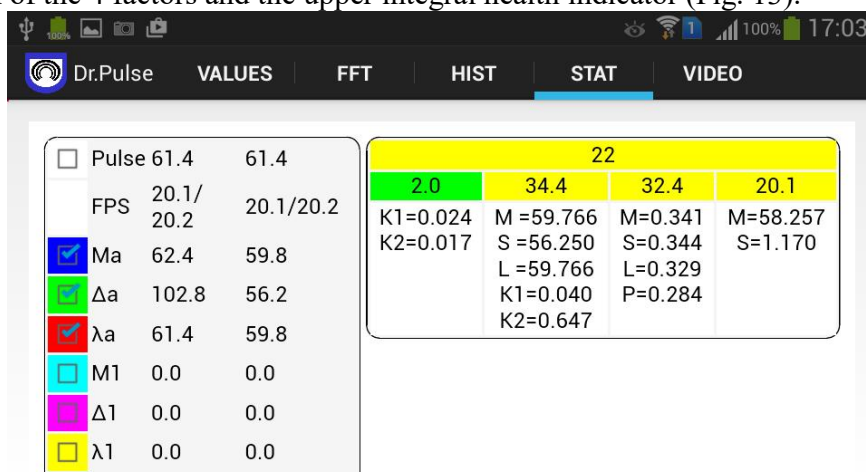 of the 4 factors and the upper integral health indicator (Fig. 13).
100% 1 100% 17:03
Dr.Pulse VALUES FFT HIST STAT VIDEO
Pulse 61.4 61.4
FPS 20.1/20.2 20.1/20.2
Ma 62.4 59.8
Δa 102.8 56.2
λa 61.4 59.8
M1 0.0 0.0
Δ1 0.0 0.0
λ1 0.0 0.0
22
2.0 34.4 32.4 20.1
K1=0.024 M =59.766 M=0.341 M=58.257
K2=0.017 S =56.250 S=0.344 S=1.170
L =59.766 L=0.329
K1=0.040 P=0.284
K2=0.647